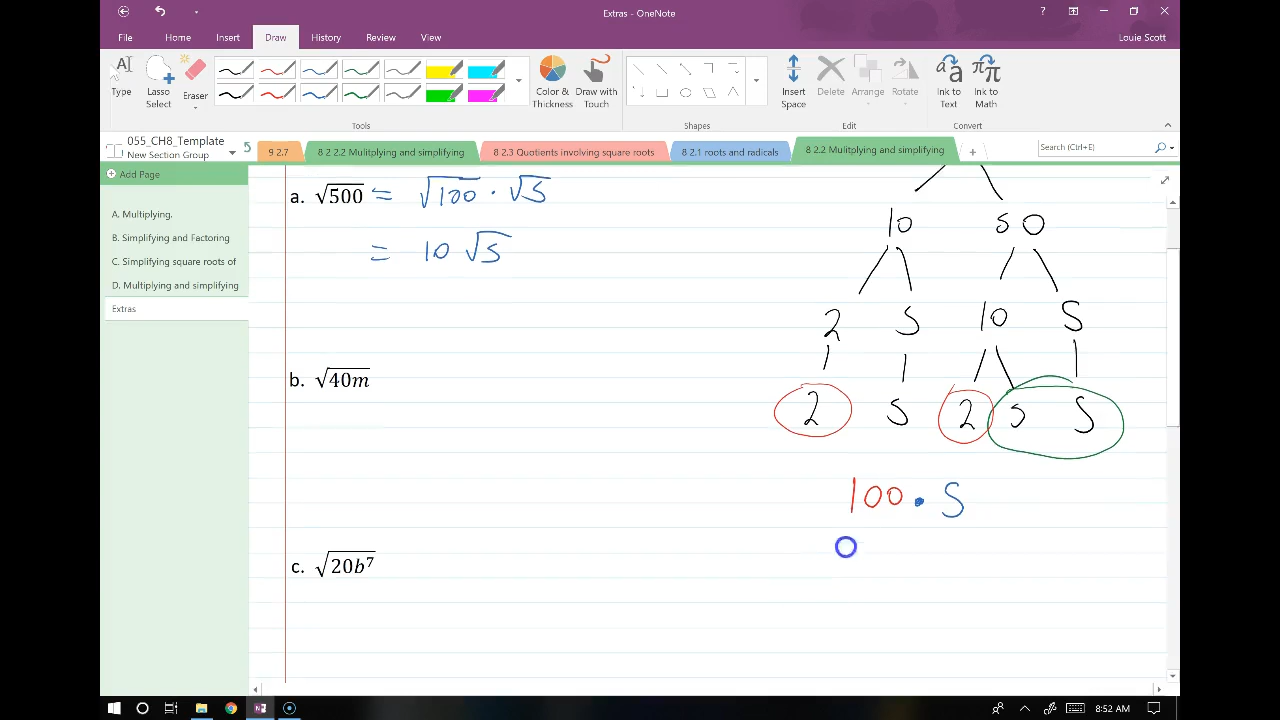 Extras - OneNote
?
File Home Insert Draw History Review View
Louie Scott
Type
Lasso Select
Eraser
Color & Thickness
Draw with Touch
Insert Space
Delete
Arrange
Rotate
Ink to Text
Ink to Math
Tools
Shapes
Edit
Convert
055_CH8_Template
New Section Group
9 2.7
8 2.2.2 Mulitplying and simplifying
8 2.3 Quotients involving square roots
8 2.1 roots and radicals
8 2.2 Mulitplying and simplifying
Search (Ctrl+E)
Add Page
A. Multiplying.
B. Simplifying and Factoring
C. Simplifying square roots of
D. Multiplying and simplifying
Extras
a. √500 = √100 · √5
= 10 √5
b. √40m
c. √20b⁷
10 50
2 5 10 5
2 5 2 5 5
100 · 5
8:52 AM